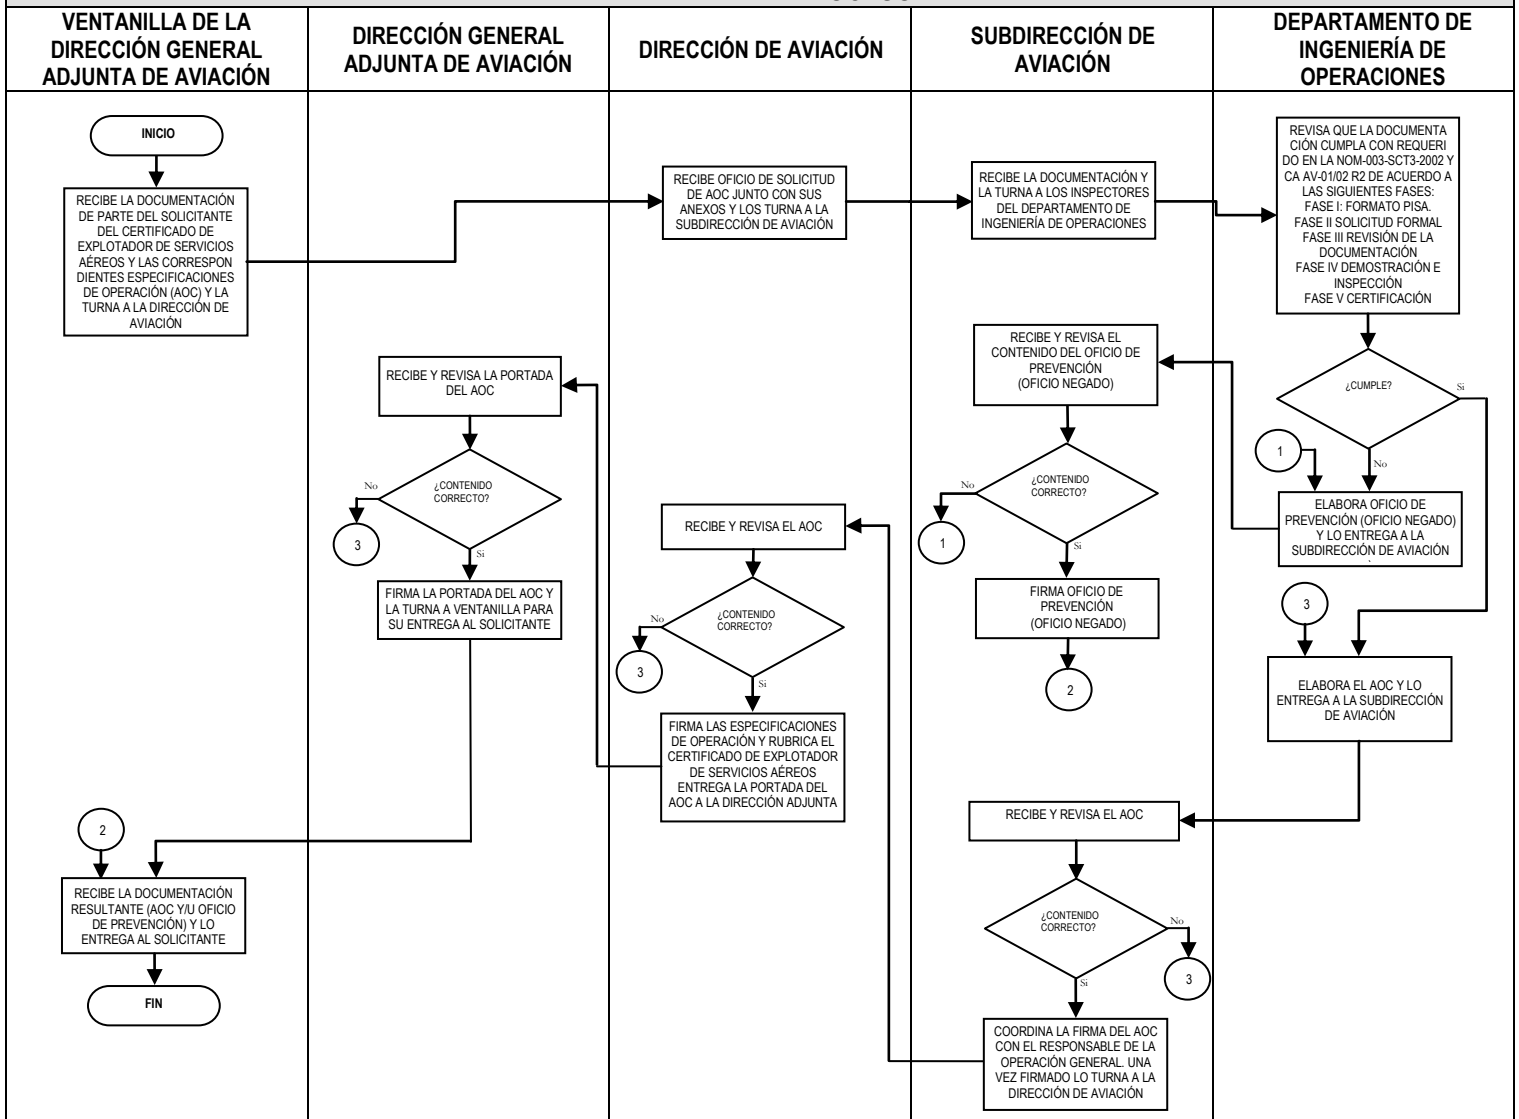 VENTANILLA DE LA
DIRECCIÓN GENERAL
ADJUNTA DE AVIACIÓN
DIRECCIÓN GENERAL
ADJUNTA DE AVIACIÓN
DIRECCIÓN DE AVIACIÓN
SUBDIRECCIÓN DE
AVIACIÓN
DEPARTAMENTO DE
INGENIERÍA DE
OPERACIONES
INICIO
RECIBE LA DOCUMENTACIÓN
DE PARTE DEL SOLICITANTE
DEL CERTIFICADO DE
EXPLOTADOR DE SERVICIOS
AÉREOS Y LAS CORRESPON
DIENTES ESPECIFICACIONES
DE OPERACIÓN (AOC) Y LA
TURNA A LA DIRECCIÓN DE
AVIACIÓN
RECIBE OFICIO DE SOLICITUD
DE AOC JUNTO CON SUS
ANEXOS Y LOS TURNA A LA
SUBDIRECCIÓN DE AVIACIÓN
RECIBE LA DOCUMENTACIÓN Y
LA TURNA A LOS INSPECTORES
DEL DEPARTAMENTO DE
INGENIERÍA DE OPERACIONES
REVISA QUE LA DOCUMENTA
CIÓN CUMPLA CON REQUERI
DO EN LA NOM-003-SCT3-2002 Y
CA AV-01/02 R2 DE ACUERDO A
LAS SIGUIENTES FASES:
FASE I: FORMATO PISA.
FASE II SOLICITUD FORMAL
FASE III REVISIÓN DE LA
DOCUMENTACIÓN
FASE IV DEMOSTRACIÓN E
INSPECCIÓN
FASE V CERTIFICACIÓN
¿CUMPLE?
Si
No
1
ELABORA OFICIO DE
PREVENCIÓN (OFICIO NEGADO)
Y LO ENTREGA A LA
SUBDIRECCIÓN DE AVIACIÓN
RECIBE Y REVISA EL
CONTENIDO DEL OFICIO DE
PREVENCIÓN
(OFICIO NEGADO)
¿CONTENIDO
CORRECTO?
No
1
Si
FIRMA OFICIO DE
PREVENCIÓN
(OFICIO NEGADO)
2
3
ELABORA EL AOC Y LO
ENTREGA A LA SUBDIRECCIÓN
DE AVIACIÓN
RECIBE Y REVISA EL AOC
¿CONTENIDO
CORRECTO?
No
3
Si
COORDINA LA FIRMA DEL AOC
CON EL RESPONSABLE DE LA
OPERACIÓN GENERAL. UNA
VEZ FIRMADO LO TURNA A LA
DIRECCIÓN DE AVIACIÓN
RECIBE Y REVISA EL AOC
¿CONTENIDO
CORRECTO?
No
3
Si
FIRMA LAS ESPECIFICACIONES
DE OPERACIÓN Y RUBRICA EL
CERTIFICADO DE EXPLOTADOR
DE SERVICIOS AÉREOS
ENTREGA LA PORTADA DEL
AOC A LA DIRECCIÓN ADJUNTA
RECIBE Y REVISA LA PORTADA
DEL AOC
¿CONTENIDO
CORRECTO?
No
3
Si
FIRMA LA PORTADA DEL AOC Y
LA TURNA A VENTANILLA PARA
SU ENTREGA AL SOLICITANTE
2
RECIBE LA DOCUMENTACIÓN
RESULTANTE (AOC Y/U OFICIO
DE PREVENCIÓN) Y LO
ENTREGA AL SOLICITANTE
FIN